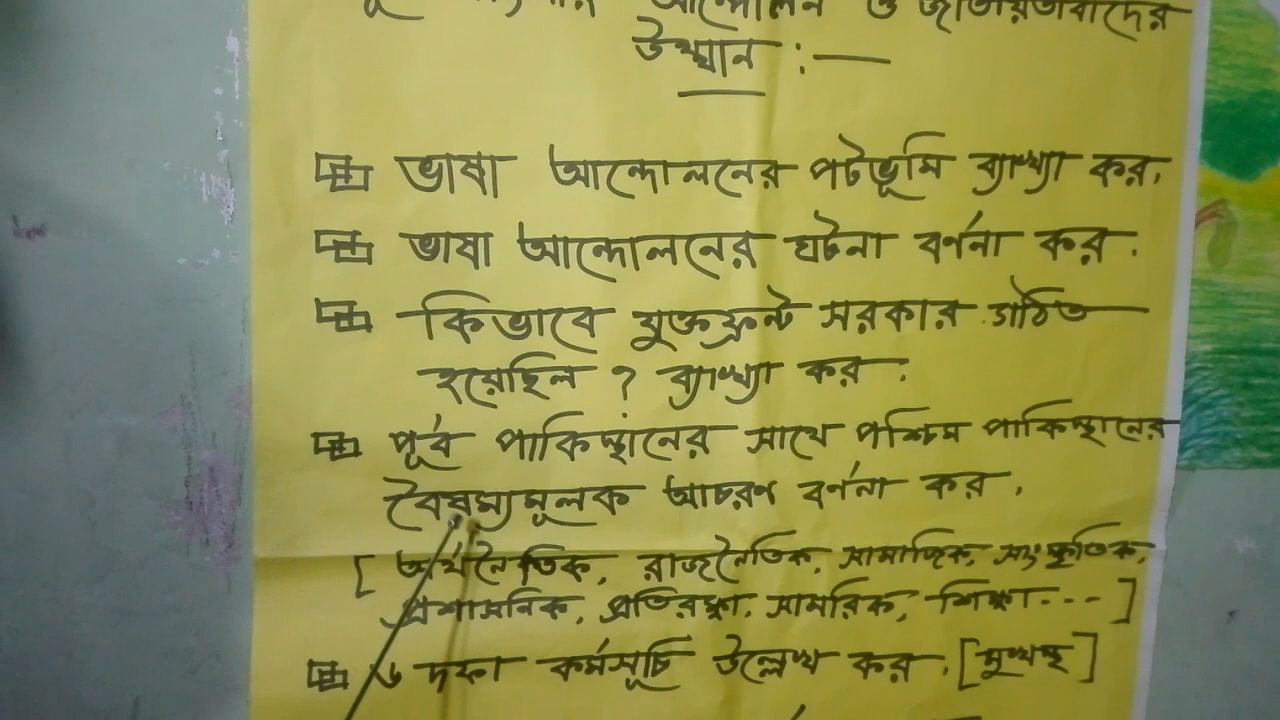 আন্দোলন ও জাতীয়তাবাদের
উত্থান :—
ভাষা আন্দোলনের পটভূমি ব্যাখ্যা কর.
ভাষা আন্দোলনের ঘটনা বর্ণনা কর.
কিভাবে যুক্তফ্রন্ট সরকার গঠিত
হয়েছিল ? ব্যাখ্যা কর.
পূর্ব পাকিস্থানের সাথে পশ্চিম পাকিস্থানের
বৈষম্যমূলক আচরণ বর্ণনা কর.
[অর্থনৈতিক, রাজনৈতিক, সামাজিক, সাংস্কৃতিক,
প্রশাসনিক, প্রতিরক্ষা, সামরিক, শিক্ষা...]
৬ দফা কর্মসূচি উল্লেখ কর. [মুখস্থ]